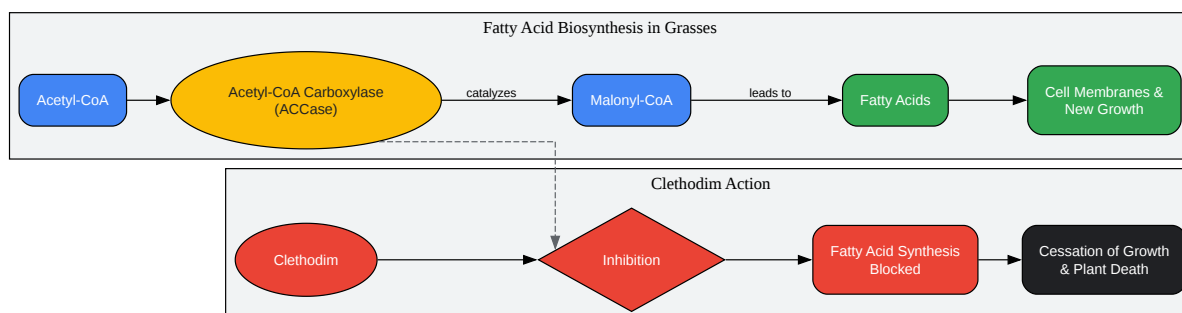 Fatty Acid Biosynthesis in Grasses
Acetyl-CoA
Acetyl-CoA Carboxylase
(ACCase)
catalyzes
Malonyl-CoA
leads to
Fatty Acids
Cell Membranes &
New Growth
Clethodim Action
Clethodim
Inhibition
Fatty Acid Synthesis
Blocked
Cessation of Growth
& Plant Death